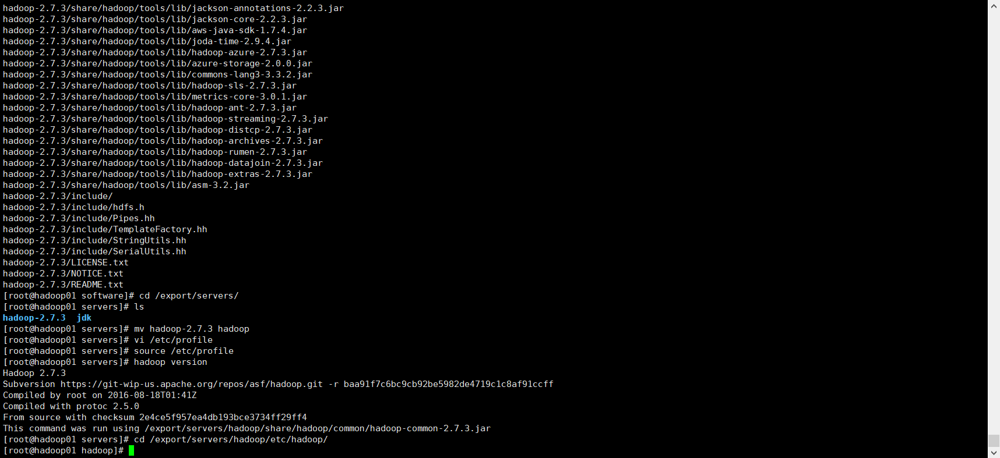 hadoop-2.7.3/share/hadoop/tools/lib/jackson-annotations-2.2.3.jar
hadoop-2.7.3/share/hadoop/tools/lib/jackson-core-2.2.3.jar
hadoop-2.7.3/share/hadoop/tools/lib/aws-java-sdk-1.7.4.jar
hadoop-2.7.3/share/hadoop/tools/lib/joda-time-2.9.4.jar
hadoop-2.7.3/share/hadoop/tools/lib/hadoop-azure-2.7.3.jar
hadoop-2.7.3/share/hadoop/tools/lib/azure-storage-2.0.0.jar
hadoop-2.7.3/share/hadoop/tools/lib/commons-lang3-3.3.2.jar
hadoop-2.7.3/share/hadoop/tools/lib/hadoop-sls-2.7.3.jar
hadoop-2.7.3/share/hadoop/tools/lib/metrics-core-3.0.1.jar
hadoop-2.7.3/share/hadoop/tools/lib/hadoop-ant-2.7.3.jar
hadoop-2.7.3/share/hadoop/tools/lib/hadoop-streaming-2.7.3.jar
hadoop-2.7.3/share/hadoop/tools/lib/hadoop-distcp-2.7.3.jar
hadoop-2.7.3/share/hadoop/tools/lib/hadoop-archives-2.7.3.jar
hadoop-2.7.3/share/hadoop/tools/lib/hadoop-rumen-2.7.3.jar
hadoop-2.7.3/share/hadoop/tools/lib/hadoop-datajoin-2.7.3.jar
hadoop-2.7.3/share/hadoop/tools/lib/hadoop-extras-2.7.3.jar
hadoop-2.7.3/share/hadoop/tools/lib/asm-3.2.jar
hadoop-2.7.3/include/
hadoop-2.7.3/include/hdfs.h
hadoop-2.7.3/include/Pipes.hh
hadoop-2.7.3/include/TemplateFactory.hh
hadoop-2.7.3/include/StringUtils.hh
hadoop-2.7.3/include/SerialUtils.hh
hadoop-2.7.3/LICENSE.txt
hadoop-2.7.3/NOTICE.txt
hadoop-2.7.3/README.txt
[root@hadoop01 software]# cd /export/servers/
[root@hadoop01 servers]# ls
hadoop-2.7.3  jdk
[root@hadoop01 servers]# mv hadoop-2.7.3 hadoop
[root@hadoop01 servers]# vi /etc/profile
[root@hadoop01 servers]# source /etc/profile
[root@hadoop01 servers]# hadoop version
Hadoop 2.7.3
Subversion https://git-wip-us.apache.org/repos/asf/hadoop.git -r baa91f7c6bc9cb92be5982de4719c1c8af91ccff
Compiled by root on 2016-08-18T01:41Z
Compiled with protoc 2.5.0
From source with checksum 2e4ce5f957ea4db193bce3734ff29ff4
This command was run using /export/servers/hadoop/share/hadoop/common/hadoop-common-2.7.3.jar
[root@hadoop01 servers]# cd /export/servers/hadoop/etc/hadoop/
[root@hadoop01 hadoop]#